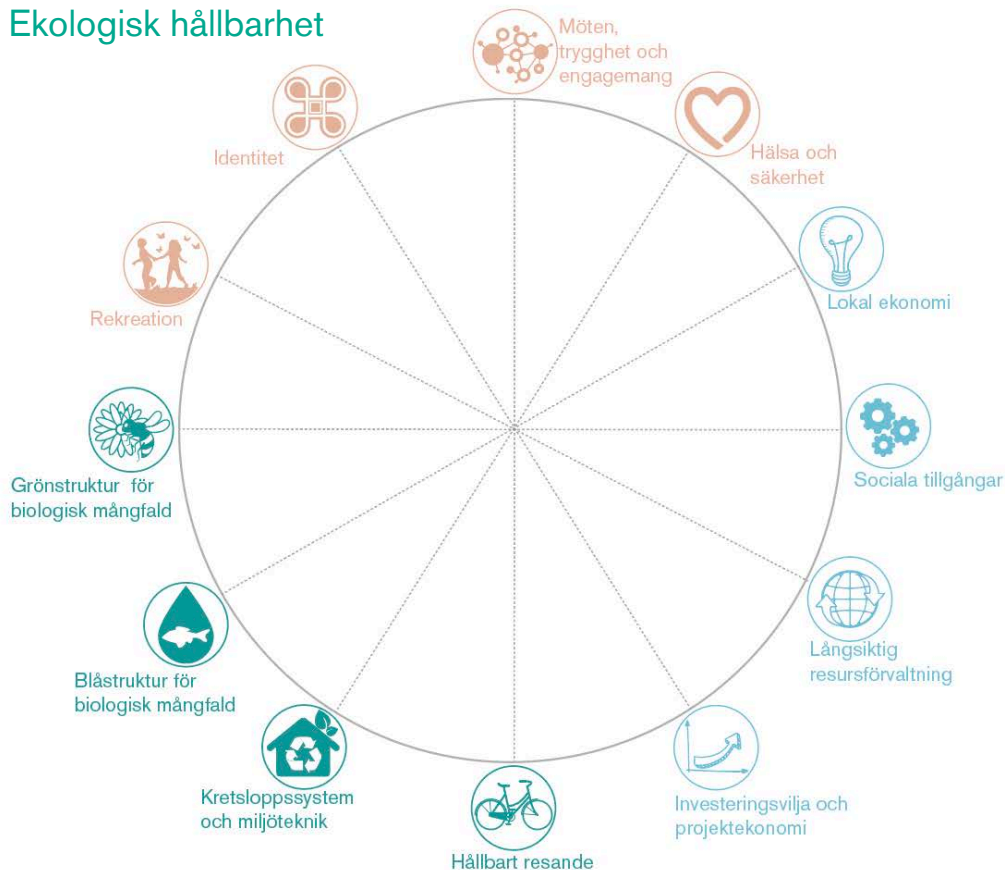 Ekologisk hållbarhet
Möten,
trygghet och
engagemang
Hälsa och
säkerhet
Lokal ekonomi
Sociala tillgångar
Långsiktig
resursförvaltning
Investeringsvilja och
projektekonomi
Hållbart resande
Kretsloppssystem
och miljöteknik
Blåstruktur för
biologisk mångfald
Grönstruktur för
biologisk mångfald
Rekreation
Identitet